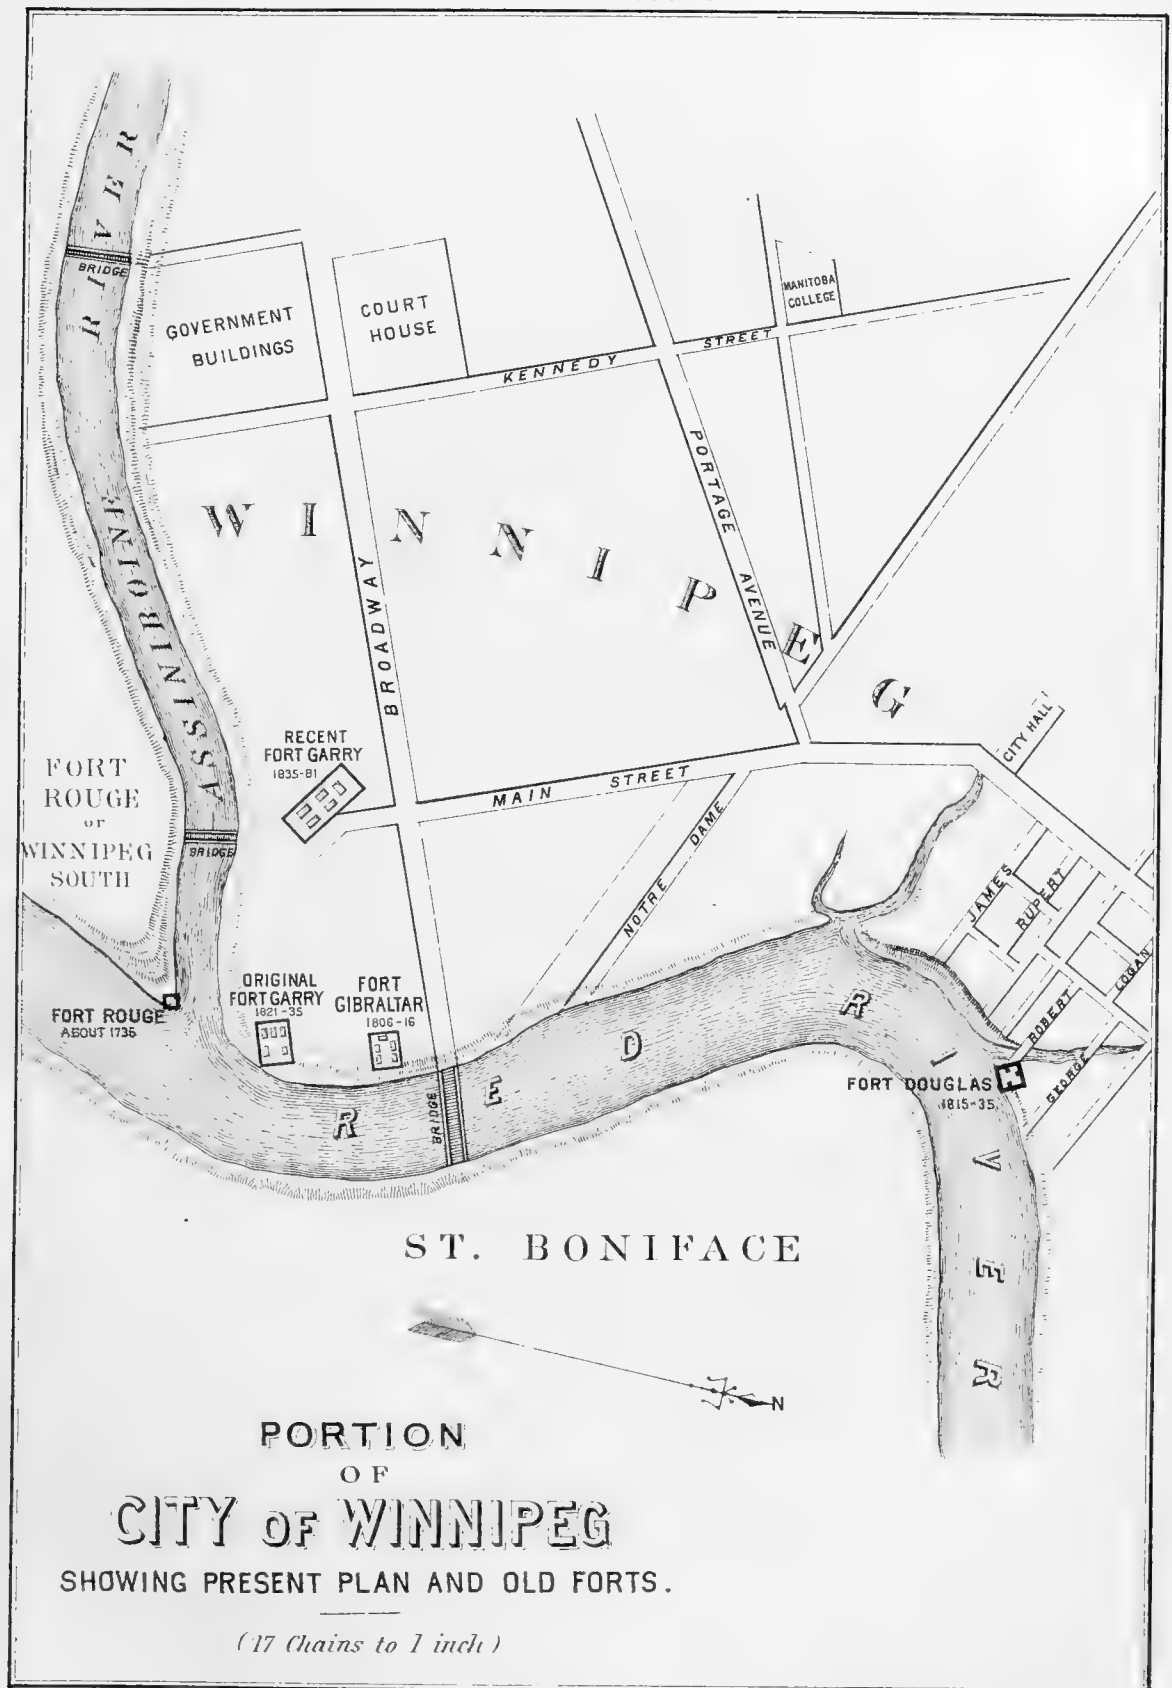 RIVER
BRIDGE
GOVERNMENT
BUILDINGS
COURT
HOUSE
MANITOBA
COLLEGE
KENNEDY
STREET
PORTAGE
AVENUE
WINNIPEG
ASSINIBOINE
BROADWAY
CITY HALL
RECENT
FORT GARRY
1835-81
MAIN STREET
NOTRE DAME
FORT
ROUGE
or
WINNIPEG
SOUTH
BRIDGE
JAMES
RUPERT
LOGAN
ROBERT
GEORGE
FORT ROUGE
ABOUT 1735
ORIGINAL
FORT GARRY
1821-35
FORT
GIBRALTAR
1806-16
BRIDGE
RED
RIVER
FORT DOUGLAS
1815-35
ST. BONIFACE
N
PORTION
OF
CITY OF WINNIPEG
SHOWING PRESENT PLAN AND OLD FORTS.
(17 Chains to 1 inch)